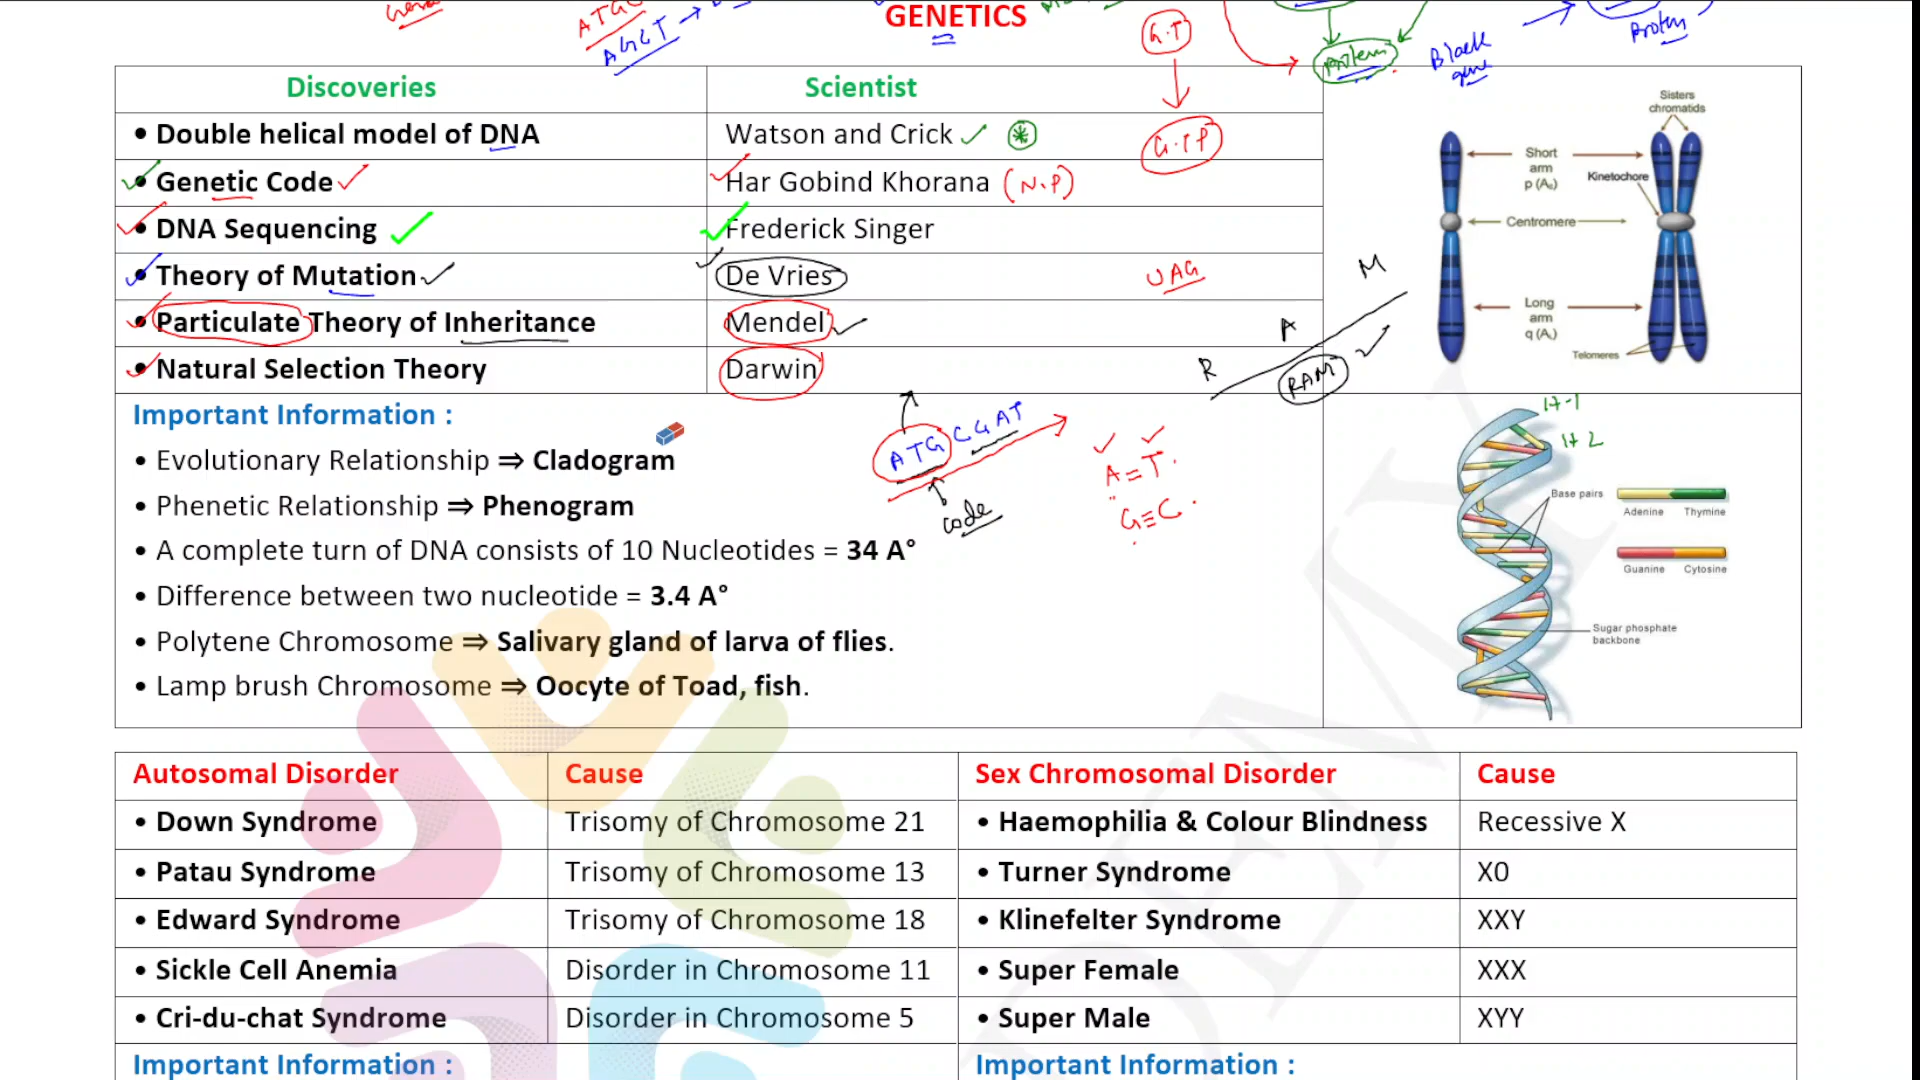 GENETICS
ATGC
AGCT →
G.T
Protein
Black gene
Protein
Discoveries Scientist
• Double helical model of DNA Watson and Crick
G.T.P
• Genetic Code Har Gobind Khorana (N.P)
• DNA Sequencing Frederick Singer
• Theory of Mutation De Vries
UAG
• Particulate Theory of Inheritance Mendel
• Natural Selection Theory Darwin
R A M
RAM
Sisters chromatids
Short arm p (A₆)
Kinetochore
Centromere
Long arm q (Aₗ)
Telomeres
Important Information :
• Evolutionary Relationship ⇒ Cladogram
• Phenetic Relationship ⇒ Phenogram
• A complete turn of DNA consists of 10 Nucleotides = 34 A°
• Difference between two nucleotide = 3.4 A°
• Polytene Chromosome ⇒ Salivary gland of larva of flies.
• Lamp brush Chromosome ⇒ Oocyte of Toad, fish.
ATG CGAT
code
A=T
G≡C
H-1
H2
Base pairs
Adenine Thymine
Guanine Cytosine
Sugar phosphate backbone
Autosomal Disorder Cause Sex Chromosomal Disorder Cause
• Down Syndrome Trisomy of Chromosome 21 • Haemophilia & Colour Blindness Recessive X
• Patau Syndrome Trisomy of Chromosome 13 • Turner Syndrome X0
• Edward Syndrome Trisomy of Chromosome 18 • Klinefelter Syndrome XXY
• Sickle Cell Anemia Disorder in Chromosome 11 • Super Female XXX
• Cri-du-chat Syndrome Disorder in Chromosome 5 • Super Male XYY
Important Information : Important Information :